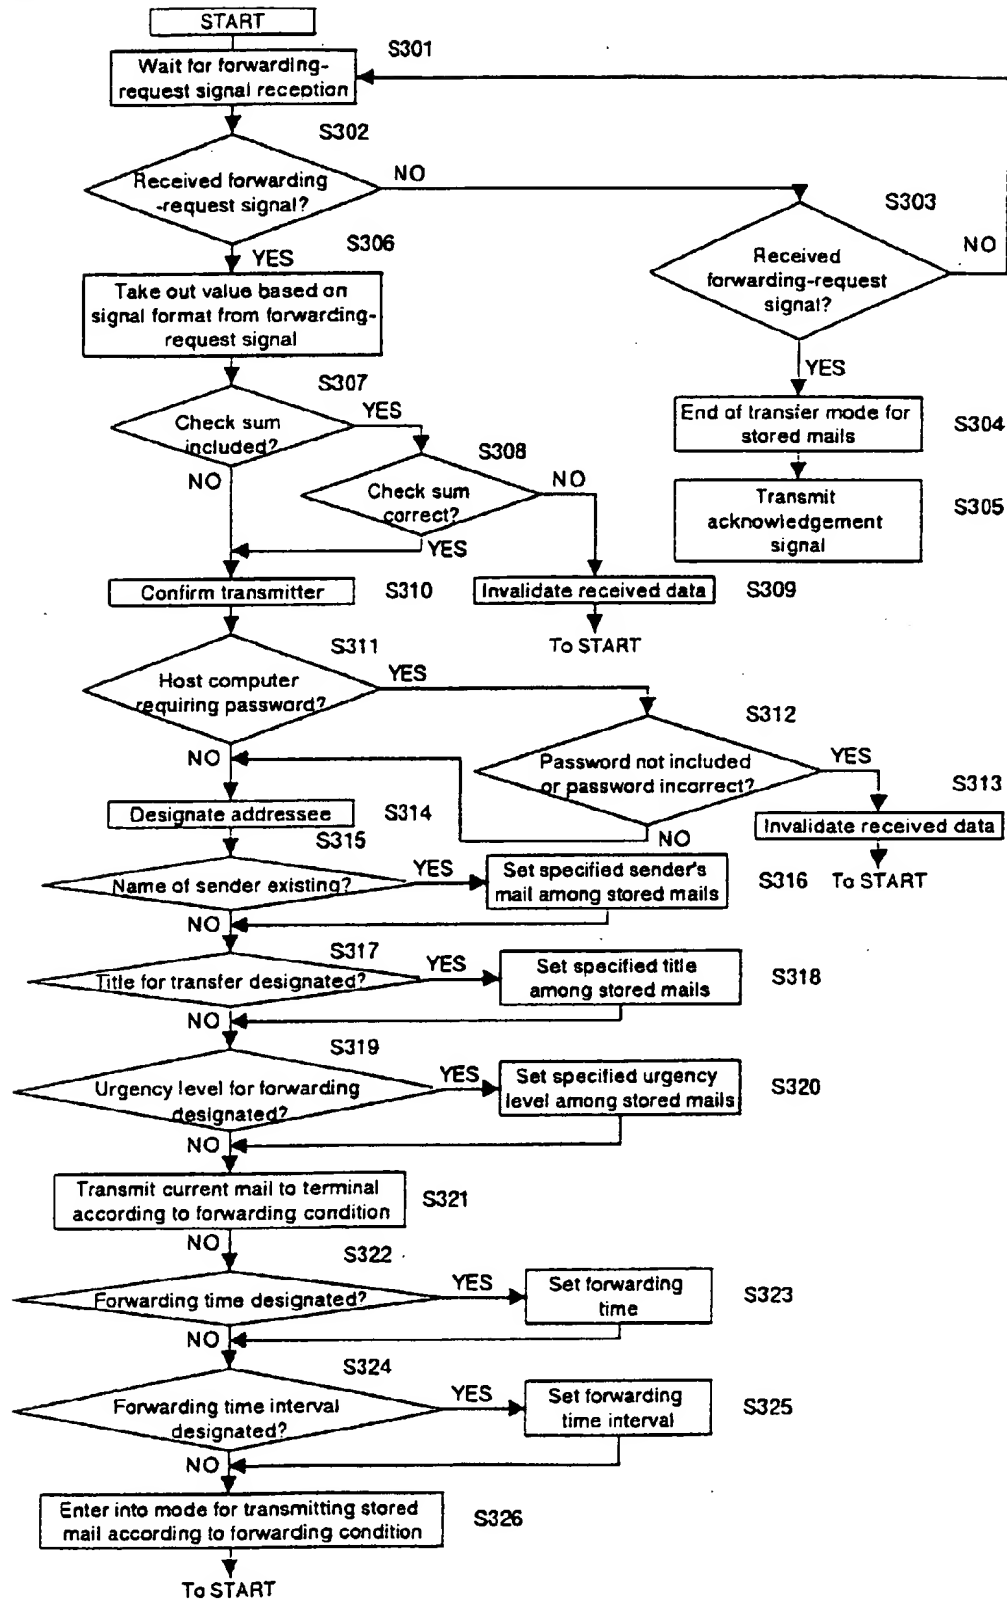 START
S301
Wait for forwarding-
request signal reception
S302
Received forwarding
-request signal?
NO
S303
Received
forwarding-request
signal?
NO
YES
S306
YES
Take out value based on
signal format from forwarding-
request signal
End of transfer mode for
stored mails
S304
S307
Check sum
included?
YES
NO
S308
Check sum
correct?
NO
YES
Transmit
acknowledgement
signal
S305
Confirm transmitter
S310
Invalidate received data
S309
To START
S311
Host computer
requiring password?
YES
NO
S312
Password not included
or password incorrect?
YES
NO
S313
Invalidate received data
To START
Designate addressee
S314
S315
Name of sender existing?
YES
NO
Set specified sender's
mail among stored mails
S316
S317
Title for transfer designated?
YES
NO
Set specified title
among stored mails
S318
S319
Urgency level for forwarding
designated?
YES
NO
Set specified urgency
level among stored mails
S320
Transmit current mail to terminal
according to forwarding condition
S321
NO
S322
Forwarding time designated?
YES
NO
Set forwarding
time
S323
S324
Forwarding time interval
designated?
YES
NO
Set forwarding
time interval
S325
Enter into mode for transmitting stored
mail according to forwarding condition
S326
To START